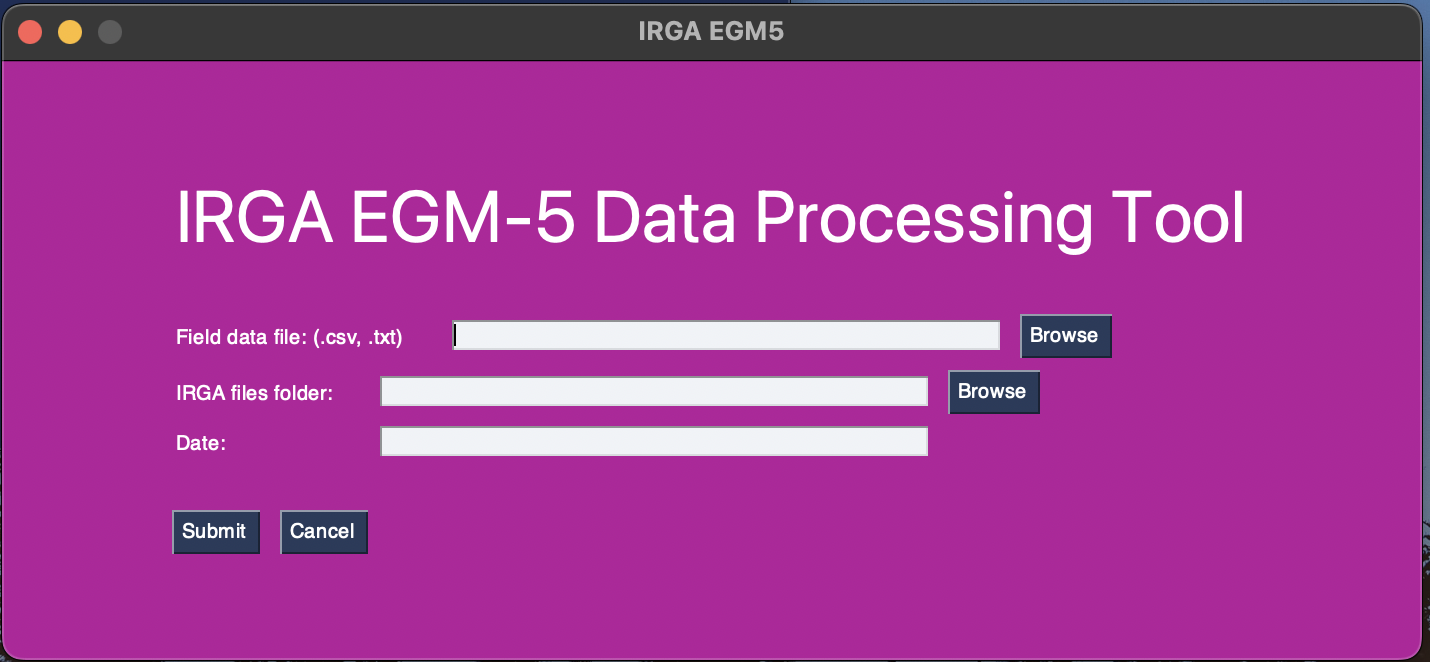 IRGA EGM5
IRGA EGM-5 Data Processing Tool
Field data file: (.csv, .txt) Browse
IRGA files folder: Browse
Date:
Submit Cancel